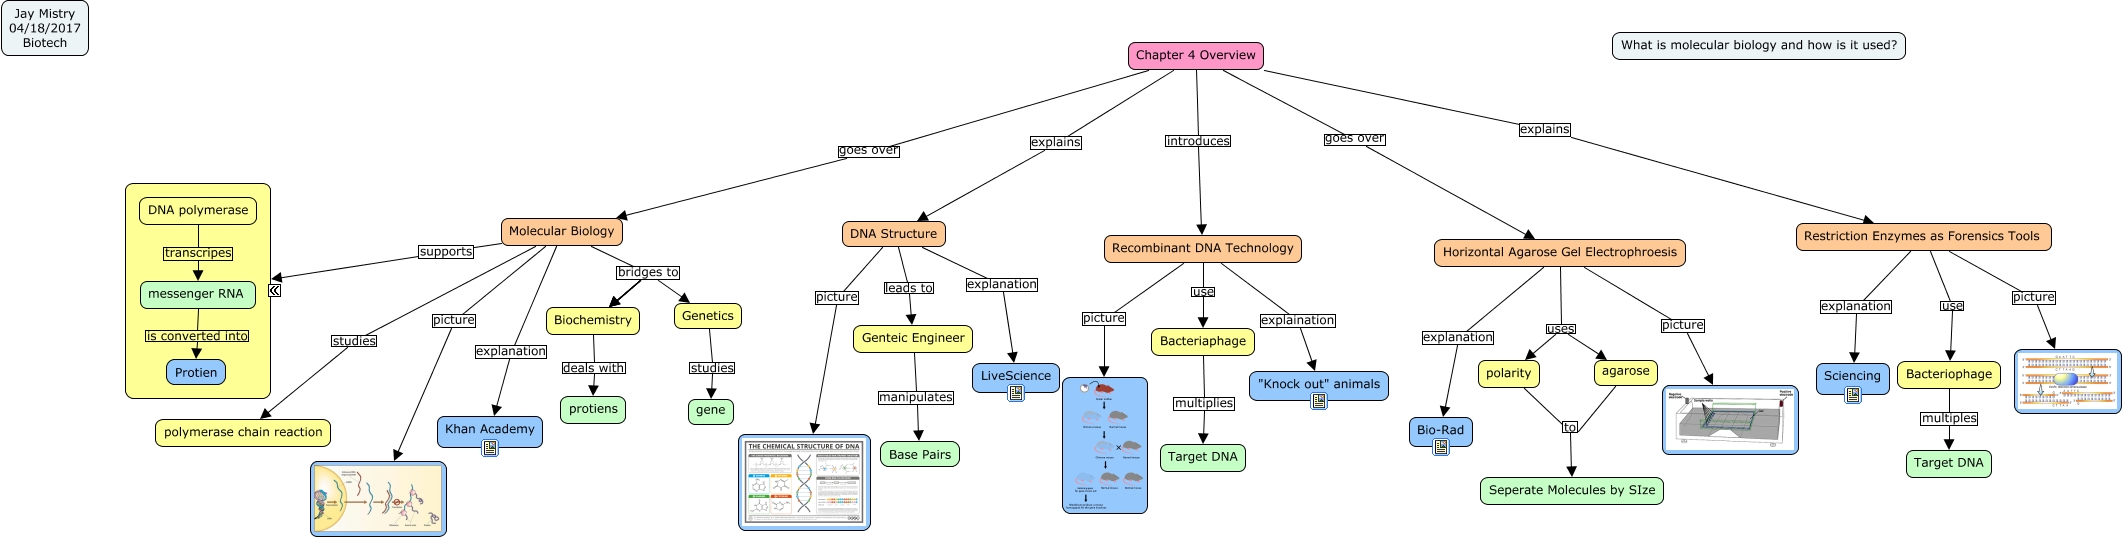 Jay Mistry
04/18/2017
Biotech
Chapter 4 Overview
What is molecular biology and how is it used?
goes over
explains
introduces
goes over
explains
DNA polymerase
transcripes
messenger RNA
is converted into
Protien
Molecular Biology
supports
studies
picture
explanation
bridges to
polymerase chain reaction
Khan Academy
Biochemistry
deals with
protiens
Genetics
studies
gene
DNA Structure
picture
leads to
explanation
THE CHEMICAL STRUCTURE OF DNA
Genteic Engineer
manipulates
Base Pairs
LiveScience
Recombinant DNA Technology
picture
use
explaination
Bacteriaphage
multiplies
Target DNA
"Knock out" animals
Horizontal Agarose Gel Electrophroesis
explanation
uses
picture
Bio-Rad
polarity
agarose
to
Seperate Molecules by SIze
Restriction Enzymes as Forensics Tools
explanation
use
picture
Sciencing
Bacteriophage
multiples
Target DNA